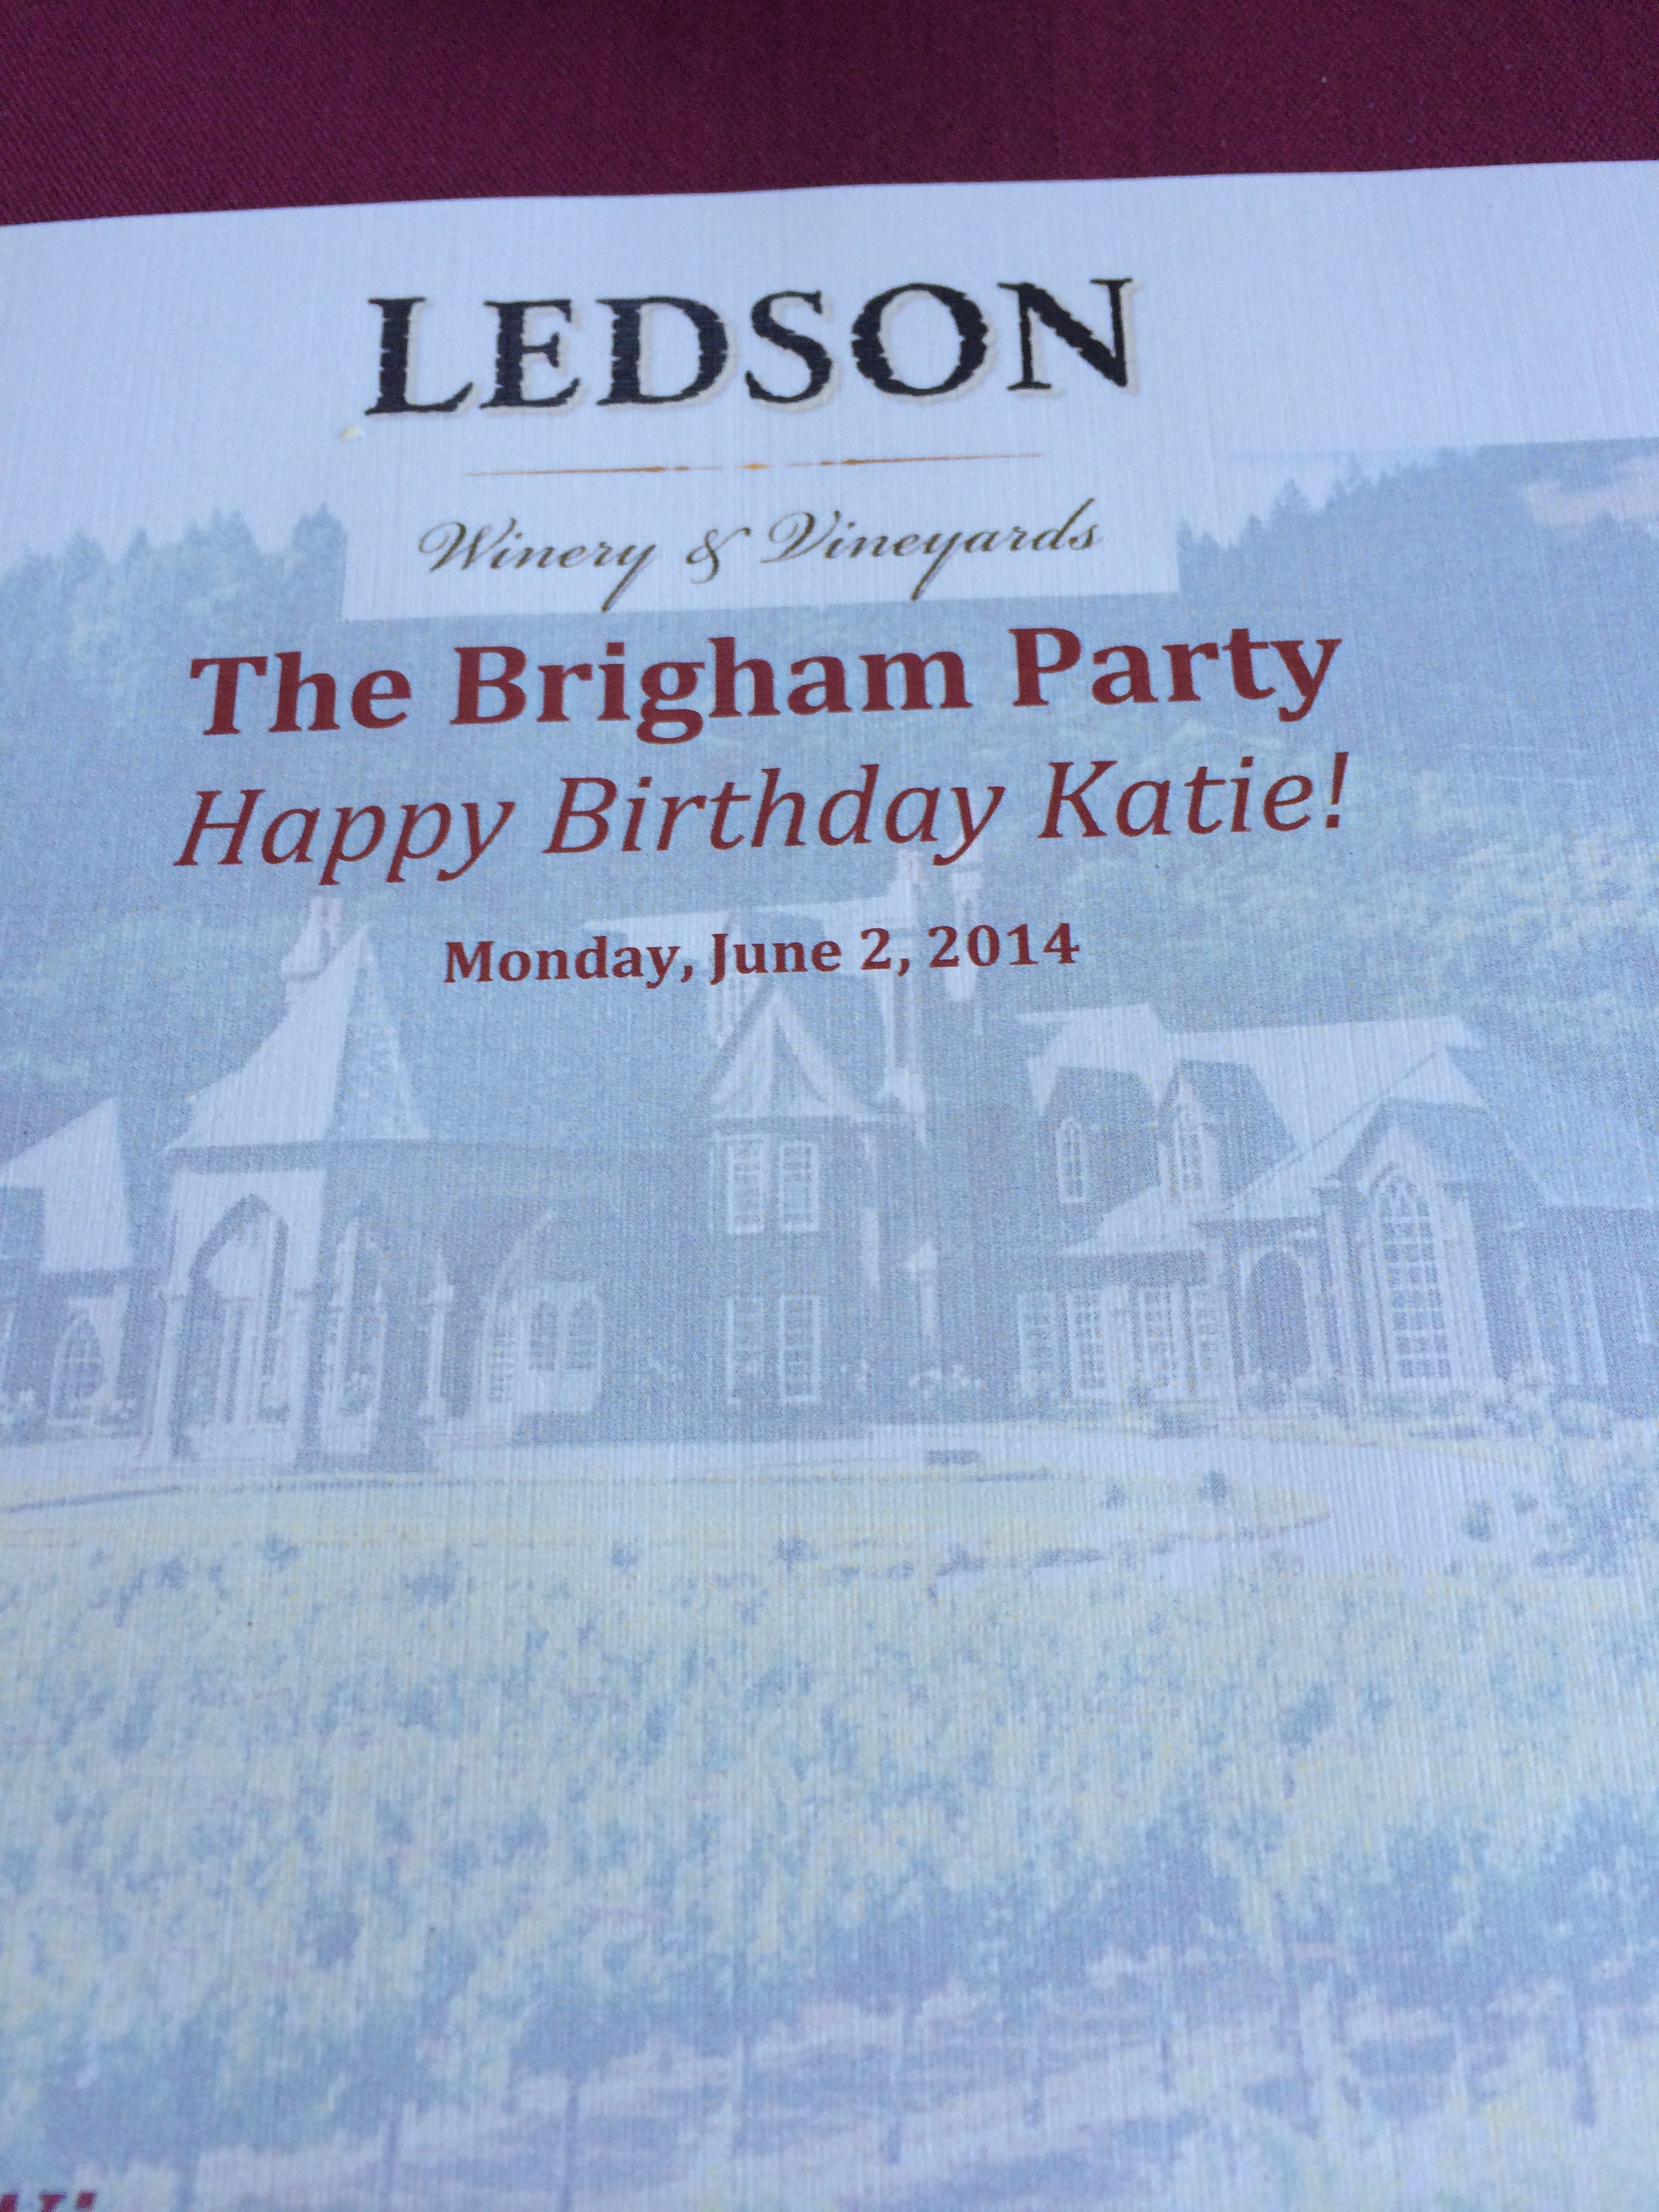 LEDSON
Winery & Vineyards
The Brigham Party
Happy Birthday Katie!
Monday, June 2, 2014